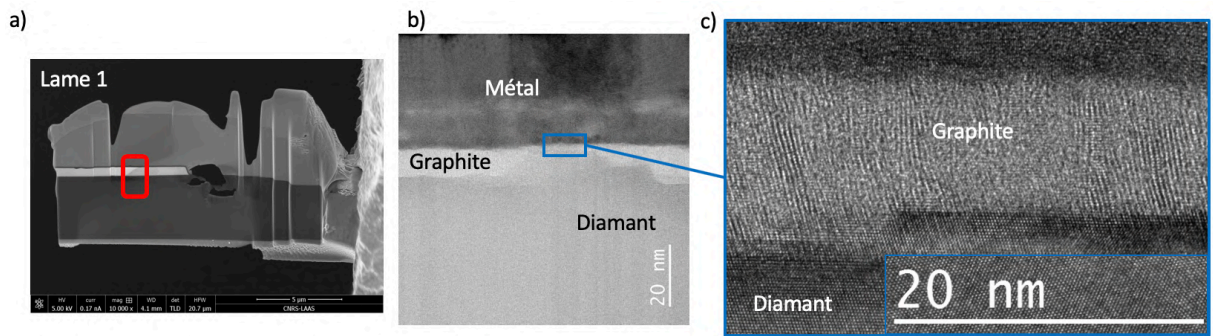 a)
Lame 1
HV curr mag WD det HFW
5.00 kV 0.17 nA 10 000 x 4.1 mm TLD 20.7 µm
5 µm
CNRS-LAAS
b)
Métal
Graphite
Diamant
20 nm
c)
Graphite
Diamant
20 nm